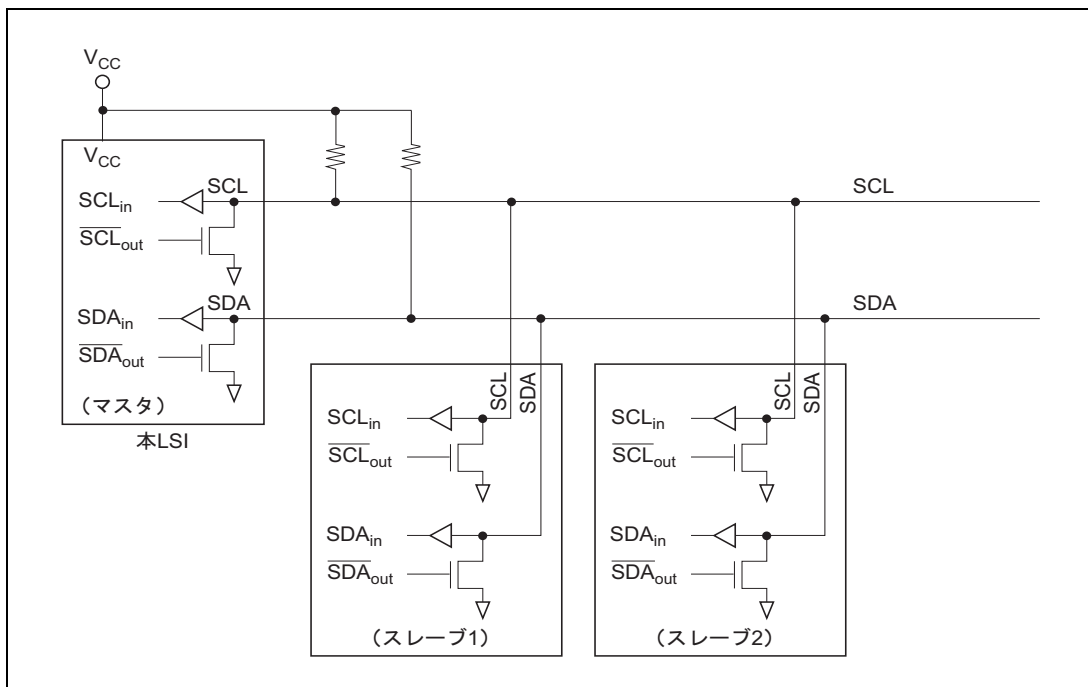 VCC
VCC
SCL
SCLin
SCL
SCLout
SDA
SDAin
SDA
SDAout
(マスタ)
本LSI
SCL
SDA
SCLin
SCLout
SDAin
SDAout
(スレーブ1)
SCL
SDA
SCLin
SCLout
SDAin
SDAout
(スレーブ2)